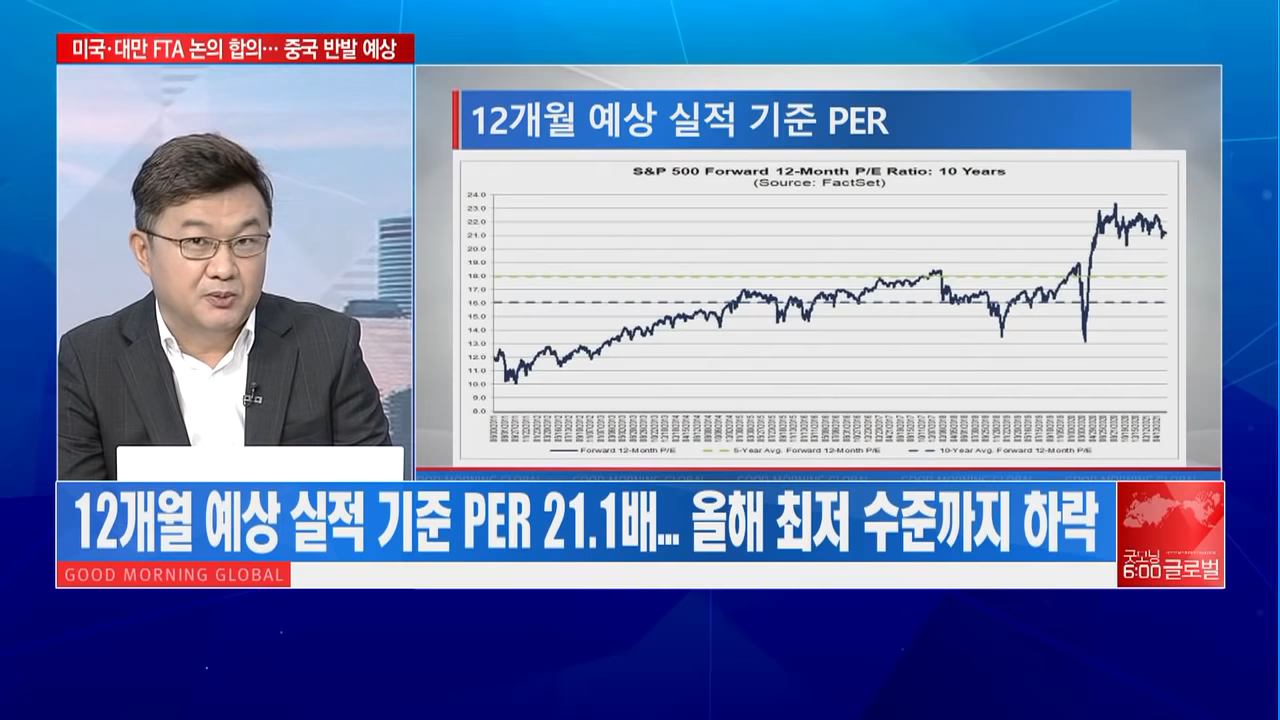 미국·대만 FTA 논의 합의… 중국 반발 예상
12개월 예상 실적 기준 PER
S&P 500 Forward 12-Month P/E Ratio: 10 Years
(Source: FactSet)
24.0
23.0
22.0
21.0
20.0
19.0
18.0
17.0
16.0
15.0
14.0
13.0
12.0
11.0
10.0
9.0
8.0
Forward 12-Month P/E
5-Year Avg. Forward 12-Month P/E
10-Year Avg. Forward 12-Month P/E
12개월 예상 실적 기준 PER 21.1배... 올해 최저 수준까지 하락
GOOD MORNING GLOBAL
굿모닝
6:00 글로벌